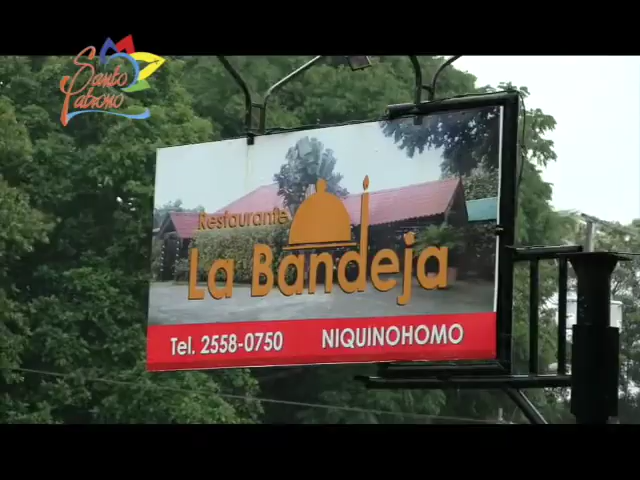 Santo
Patrono
Restaurante
La Bandeja
Tel. 2558-0750 NIQUINOHOMO